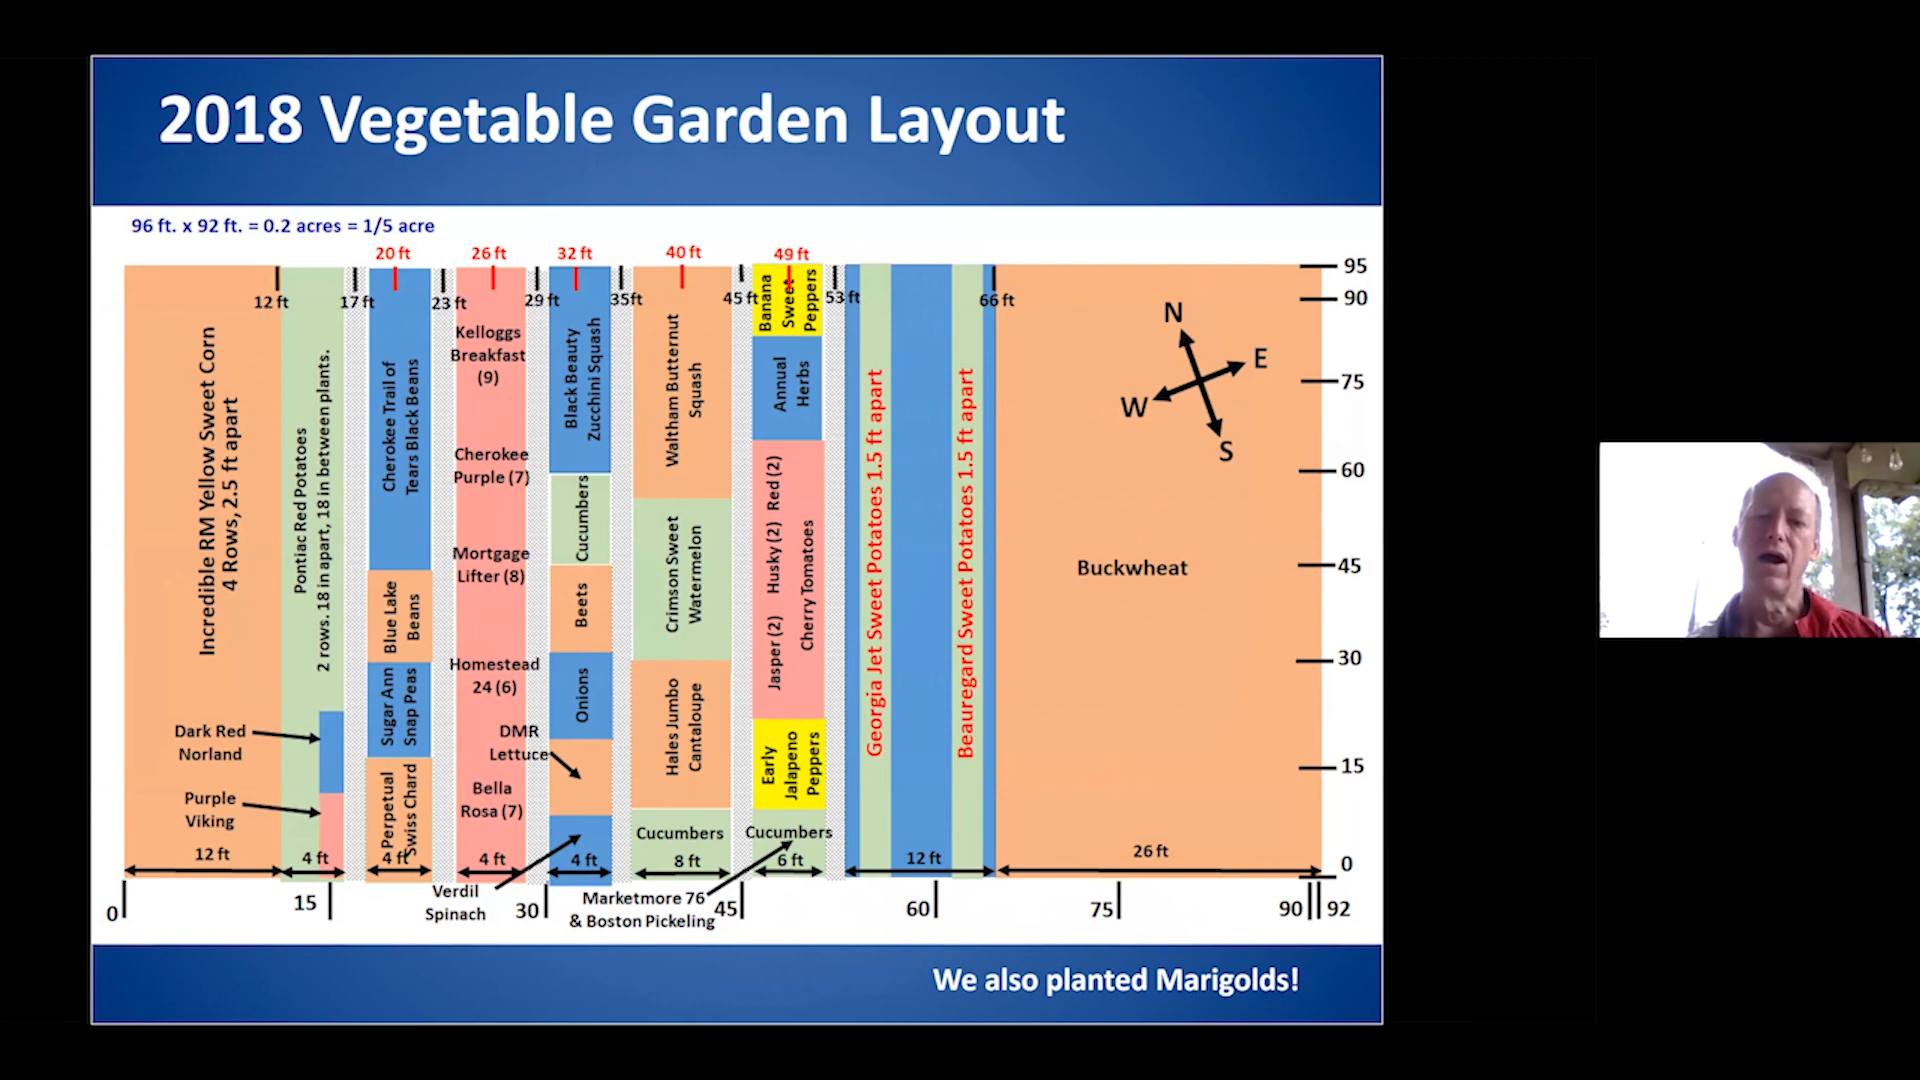 2018 Vegetable Garden Layout
96 ft. x 92 ft. = 0.2 acres = 1/5 acre
20 ft
26 ft
32 ft
40 ft
49 ft
12 ft
17 ft
23 ft
29 ft
35ft
45 ft
53 ft
66 ft
95
90
75
60
45
30
15
0
Incredible RM Yellow Sweet Corn
4 Rows, 2.5 ft apart
Pontiac Red Potatoes
2 rows. 18 in apart, 18 in between plants.
Dark Red
Norland
Purple
Viking
Cherokee Trail of
Tears Black Beans
Blue Lake
Beans
Sugar Ann
Snap Peas
Perpetual
Swiss Chard
Kelloggs
Breakfast
(9)
Cherokee
Purple (7)
Mortgage
Lifter (8)
Homestead
24 (6)
Bella
Rosa (7)
Black Beauty
Zucchini Squash
Cucumbers
Beets
Onions
DMR
Lettuce
Verdil
Spinach
Waltham Butternut
Squash
Crimson Sweet
Watermelon
Hales Jumbo
Cantaloupe
Cucumbers
Banana
Sweet
Peppers
Annual
Herbs
Jasper (2) Husky (2) Red (2)
Cherry Tomatoes
Early
Jalapeno
Peppers
Cucumbers
Marketmore 76
& Boston Pickeling
Georgia Jet Sweet Potatoes 1.5 ft apart
Beauregard Sweet Potatoes 1.5 ft apart
Buckwheat
N
E
W
S
12 ft
4 ft
4 ft
4 ft
4 ft
8 ft
6 ft
12 ft
26 ft
0
15
30
45
60
75
90
92
We also planted Marigolds!